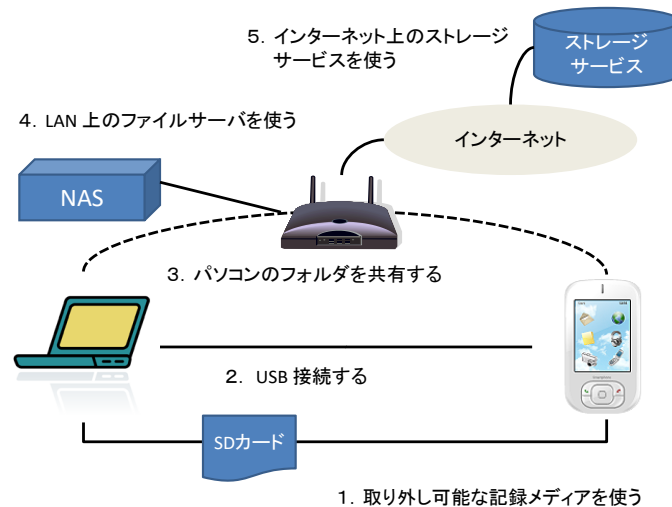 5．インターネット上のストレージ
サービスを使う
ストレージ
サービス
4．LAN 上のファイルサーバを使う
インターネット
NAS
3．パソコンのフォルダを共有する
2． USB 接続する
SDカード
1．取り外し可能な記録メディアを使う